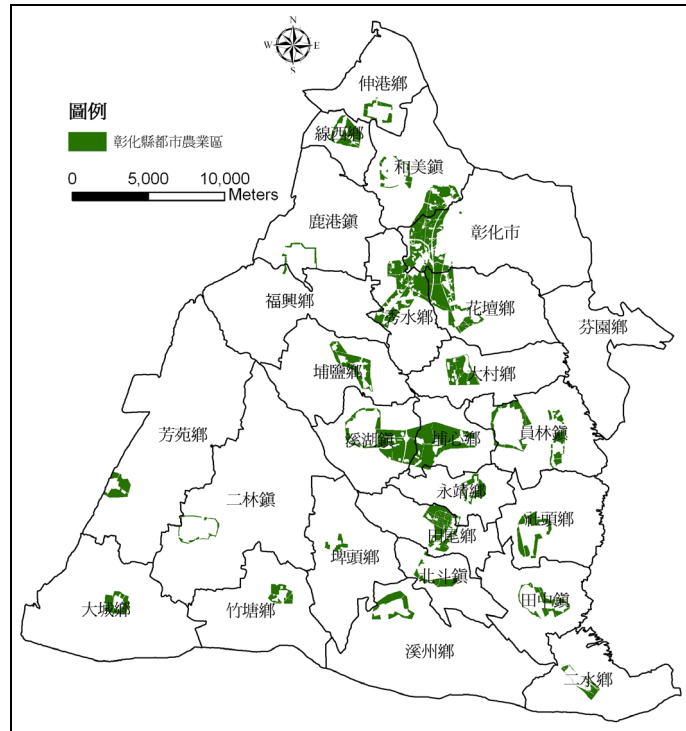 N
W
E
S
伸港鄉
圖例
彰化縣都市農業區
線西鄉
0
5,000
10,000
Meters
和美鎮
鹿港鎮
彰化市
福興鄉
秀水鄉
花壇鄉
芬園鄉
埔鹽鄉
大村鄉
芳苑鄉
溪湖鎮
埔心鄉
員林鎮
永靖鄉
二林鎮
社頭鄉
田尾鄉
埤頭鄉
北斗鎮
大城鄉
竹塘鄉
田中鎮
溪州鄉
二水鄉